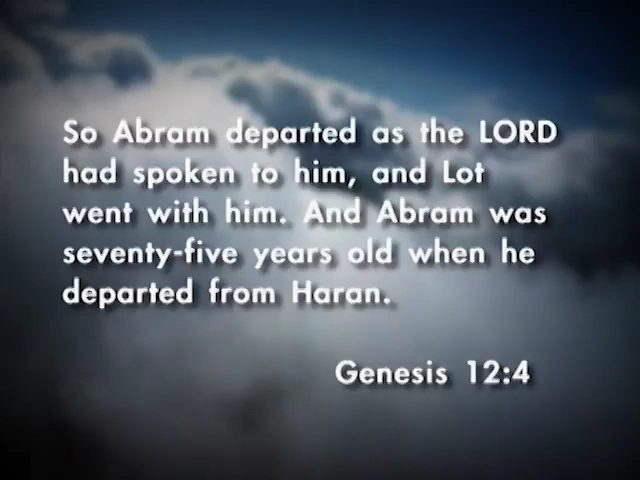 So Abram departed as the LORD
had spoken to him, and Lot
went with him. And Abram was
seventy-five years old when he
departed from Haran.
Genesis 12:4